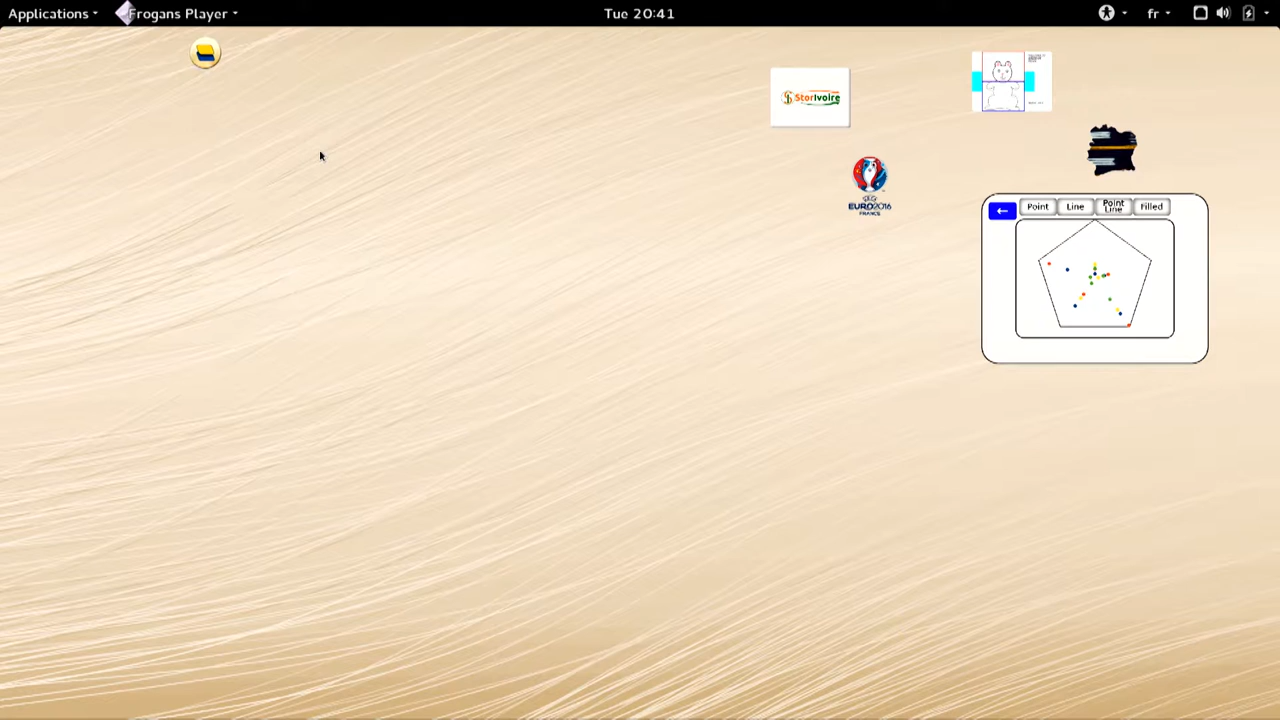 Applications
Frogans Player
Tue 20:41
fr
StorIvoire
EURO2016
FRANCE
Point
Line
Point
Line
Filled